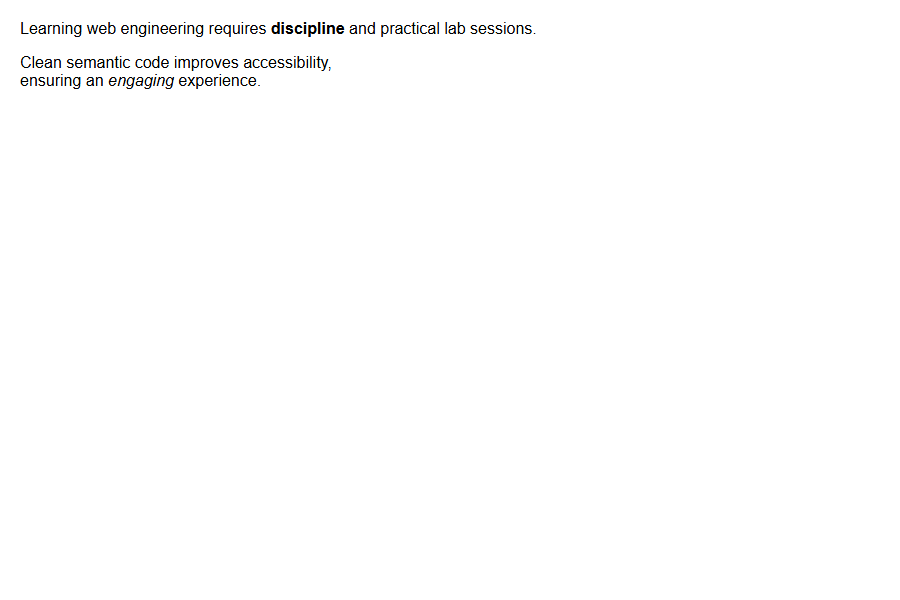 Learning web engineering requires discipline and practical lab sessions.
Clean semantic code improves accessibility,
ensuring an engaging experience.